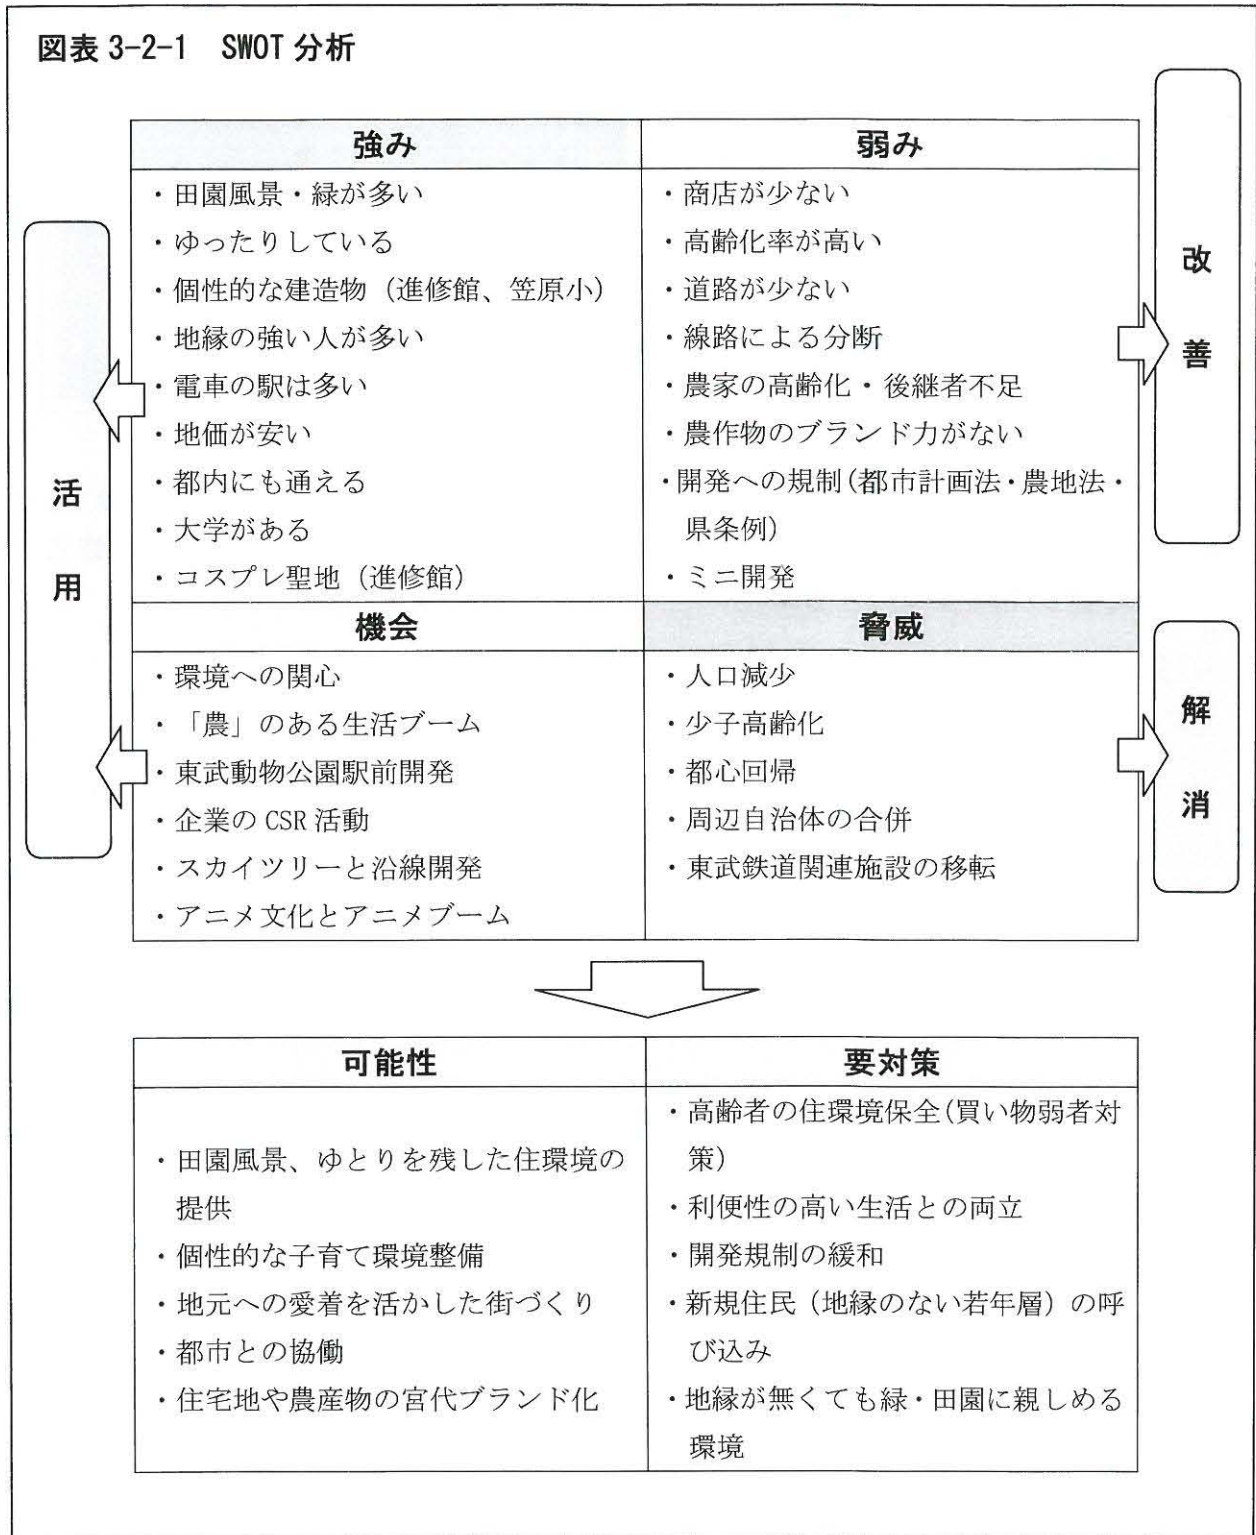 図表 3-2-1 SWOT 分析
強み
・田園風景・緑が多い
・ゆったりしている
・個性的な建造物（進修館、笠原小）
・地縁の強い人が多い
・電車の駅は多い
・地価が安い
・都内にも通える
・大学がある
・コスプレ聖地（進修館）
弱み
・商店が少ない
・高齢化率が高い
・道路が少ない
・線路による分断
・農家の高齢化・後継者不足
・農作物のブランド力がない
・開発への規制（都市計画法・農地法・
県条例）
・ミニ開発
機会
・環境への関心
・「農」のある生活ブーム
・東武動物公園駅前開発
・企業の CSR 活動
・スカイツリーと沿線開発
・アニメ文化とアニメブーム
脅威
・人口減少
・少子高齢化
・都心回帰
・周辺自治体の合併
・東武鉄道関連施設の移転
活用
改善
解消
可能性
・田園風景、ゆとりを残した住環境の
提供
・個性的な子育て環境整備
・地元への愛着を活かした街づくり
・都市との協働
・住宅地や農産物の宮代ブランド化
要対策
・高齢者の住環境保全（買い物弱者対
策）
・利便性の高い生活との両立
・開発規制の緩和
・新規住民（地縁のない若年層）の呼
び込み
・地縁が無くても緑・田園に親しめる
環境